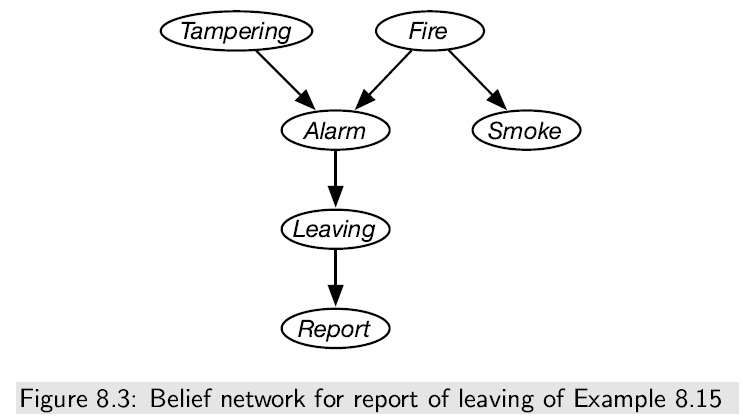 Tampering
Fire
Alarm
Smoke
Leaving
Report
Figure 8.3: Belief network for report of leaving of Example 8.15